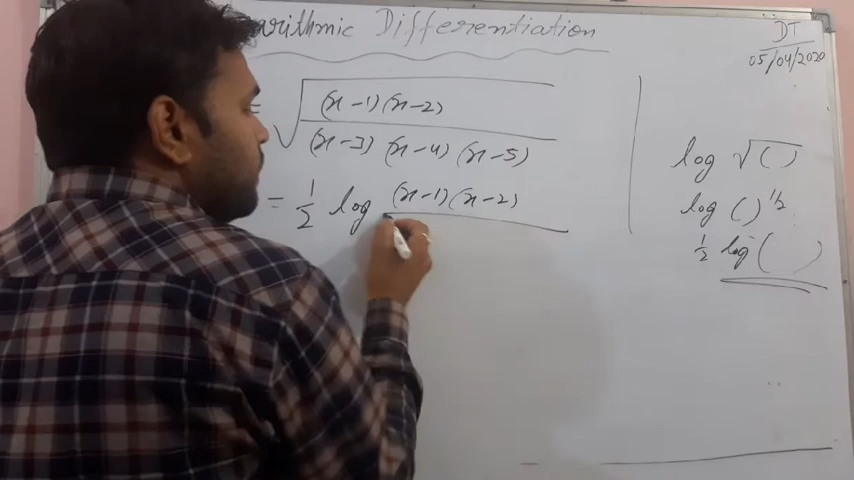 arithmic Differentiation
DT
05/04/2020
= √((x-1)(x-2) / (x-3)(x-4)(x-5))
= 1/2 log (x-1)(x-2)
log √( )
log ( )^1/2
1/2 log ( )